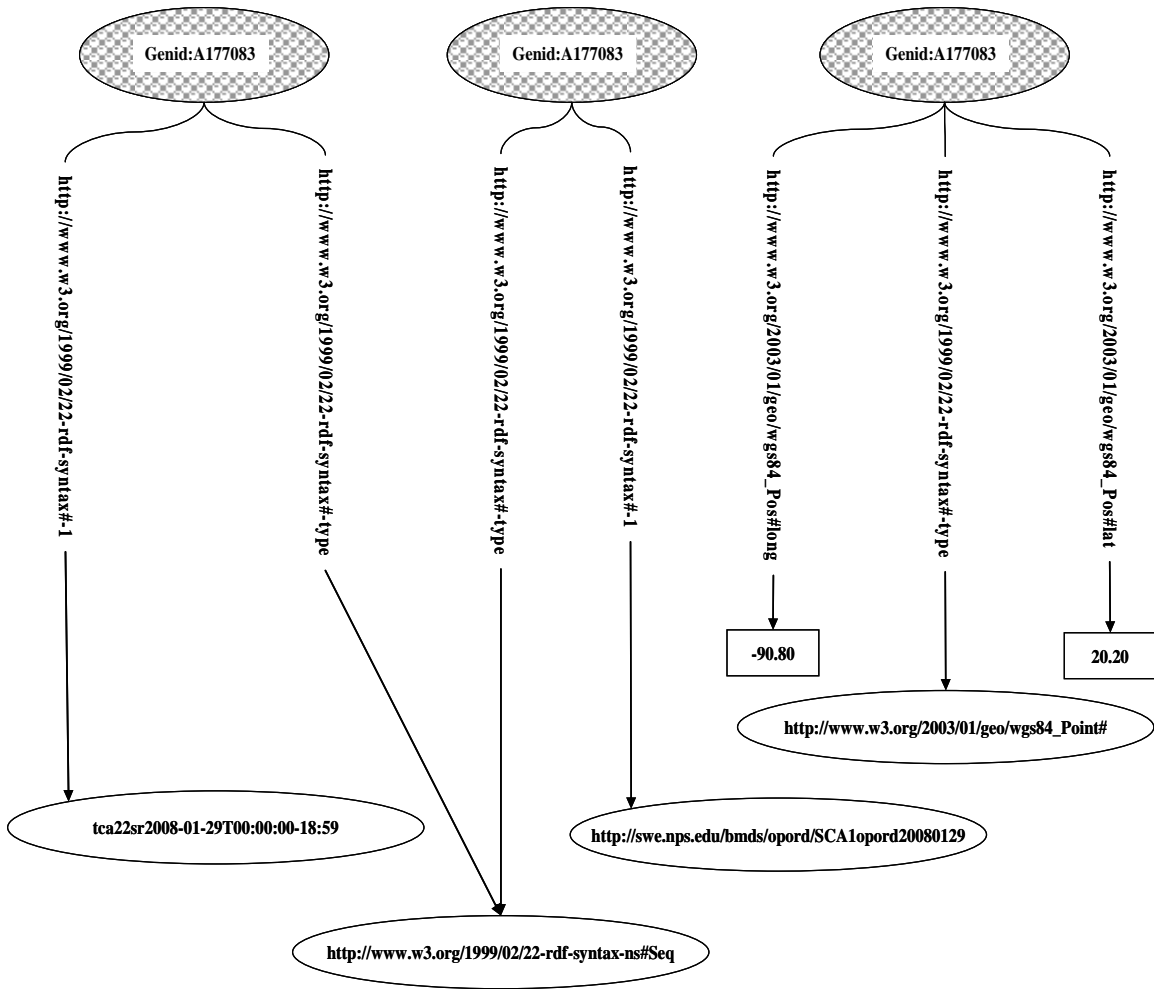 Genid:A177083
Genid:A177083
Genid:A177083
http://www.w3.org/1999/02/22-rdf-syntax#-1
http://www.w3.org/1999/02/22-rdf-syntax#-type
http://www.w3.org/1999/02/22-rdf-syntax#-type
http://www.w3.org/1999/02/22-rdf-syntax#-1
http://www.w3.org/2003/01/geo/wgs84_Pos#long
http://www.w3.org/1999/02/22-rdf-syntax#-type
http://www.w3.org/2003/01/geo/wgs84_Pos#lat
-90.80
20.20
http://www.w3.org/2003/01/geo/wgs84_Point#
tca22sr2008-01-29T00:00:00-18:59
http://swe.nps.edu/bmds/opord/SCA1opord20080129
http://www.w3.org/1999/02/22-rdf-syntax-ns#Seq